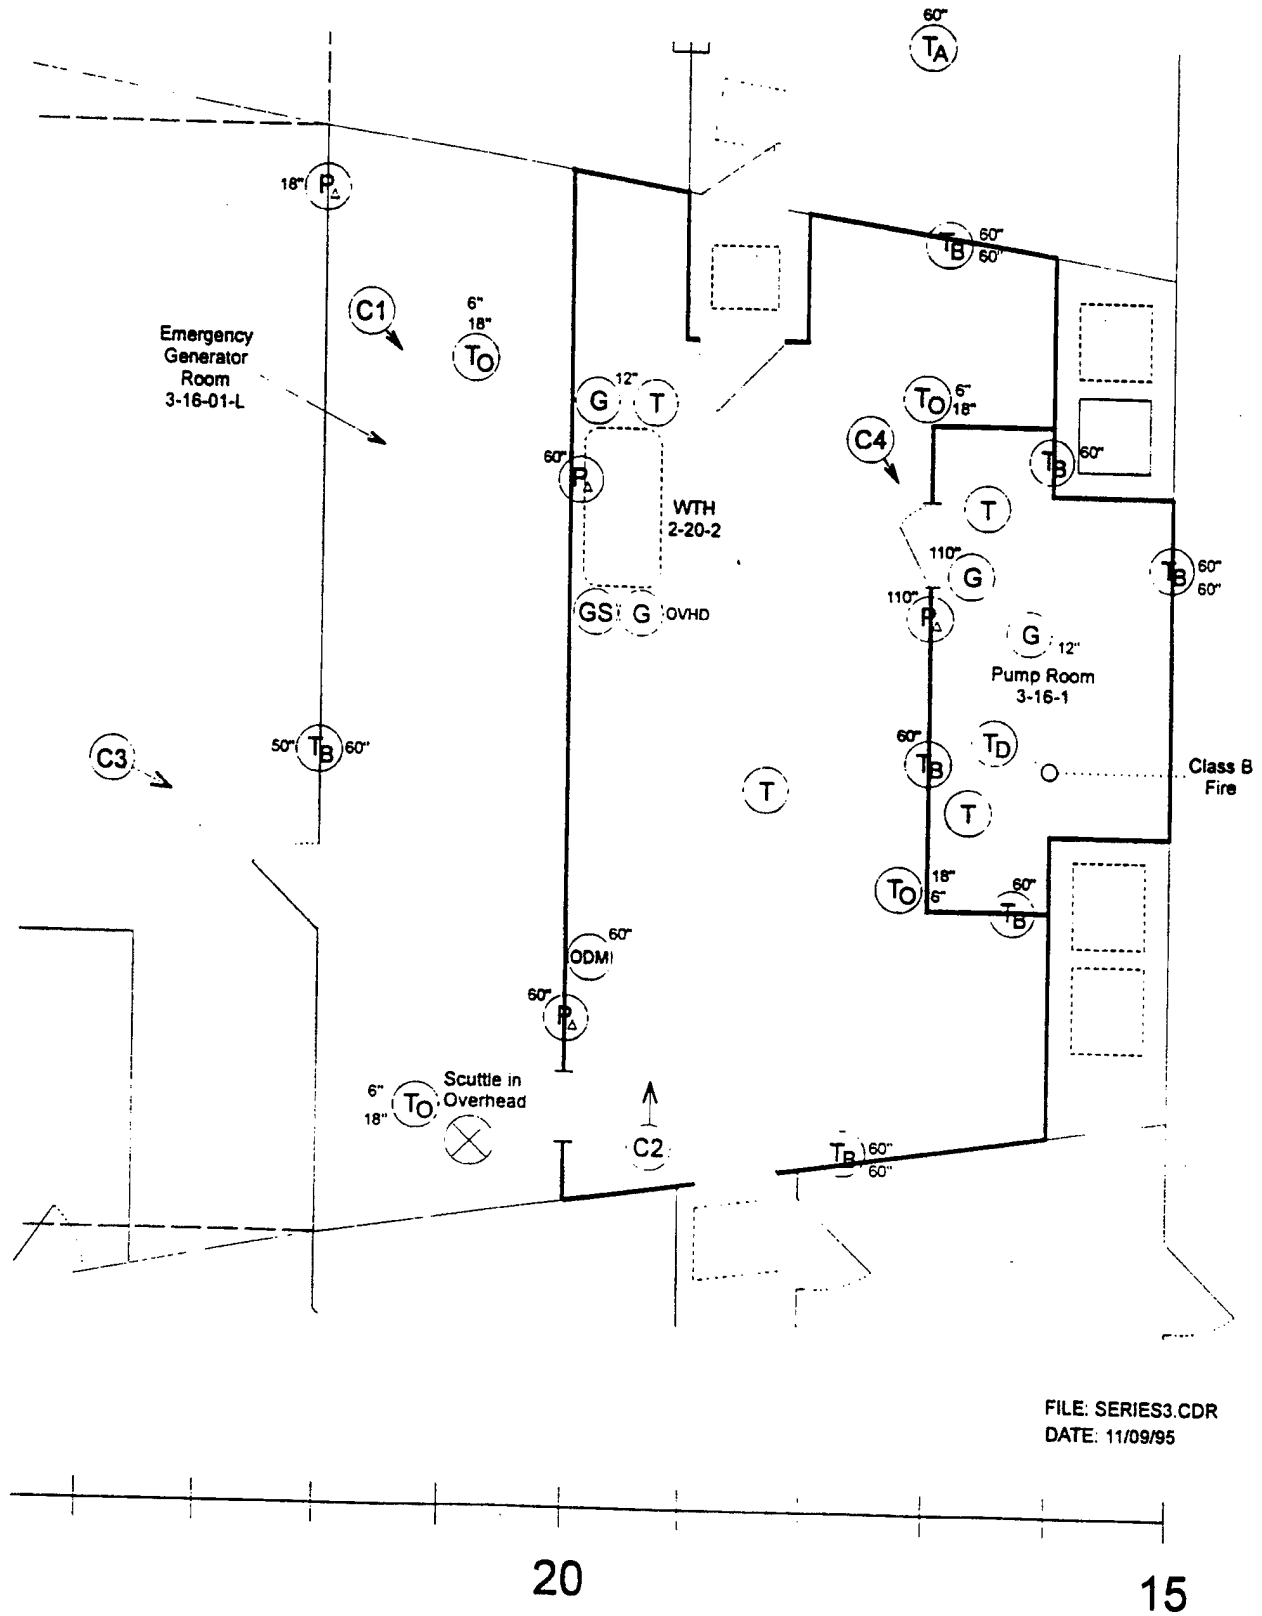 60"
TA
18" P△
TB 60"
60"
C1
6"
18"
TO
Emergency
Generator
Room
3-16-01-L
G 12" T
TO 6"
18"
C4
60" P△
TB 60"
WTH
2-20-2
T
110" G
TB 60"
60"
110" P△
GS G OVHD
G 12"
Pump Room
3-16-1
50" TB 60"
C3
60" TB
TD
Class B
Fire
T
T
TO 18"
6"
60"
TB
ODM 60"
60" P△
6"
18"
TO
Scuttle in
Overhead
C2
TB 60"
60"
FILE: SERIES3.CDR
DATE: 11/09/95
20
15